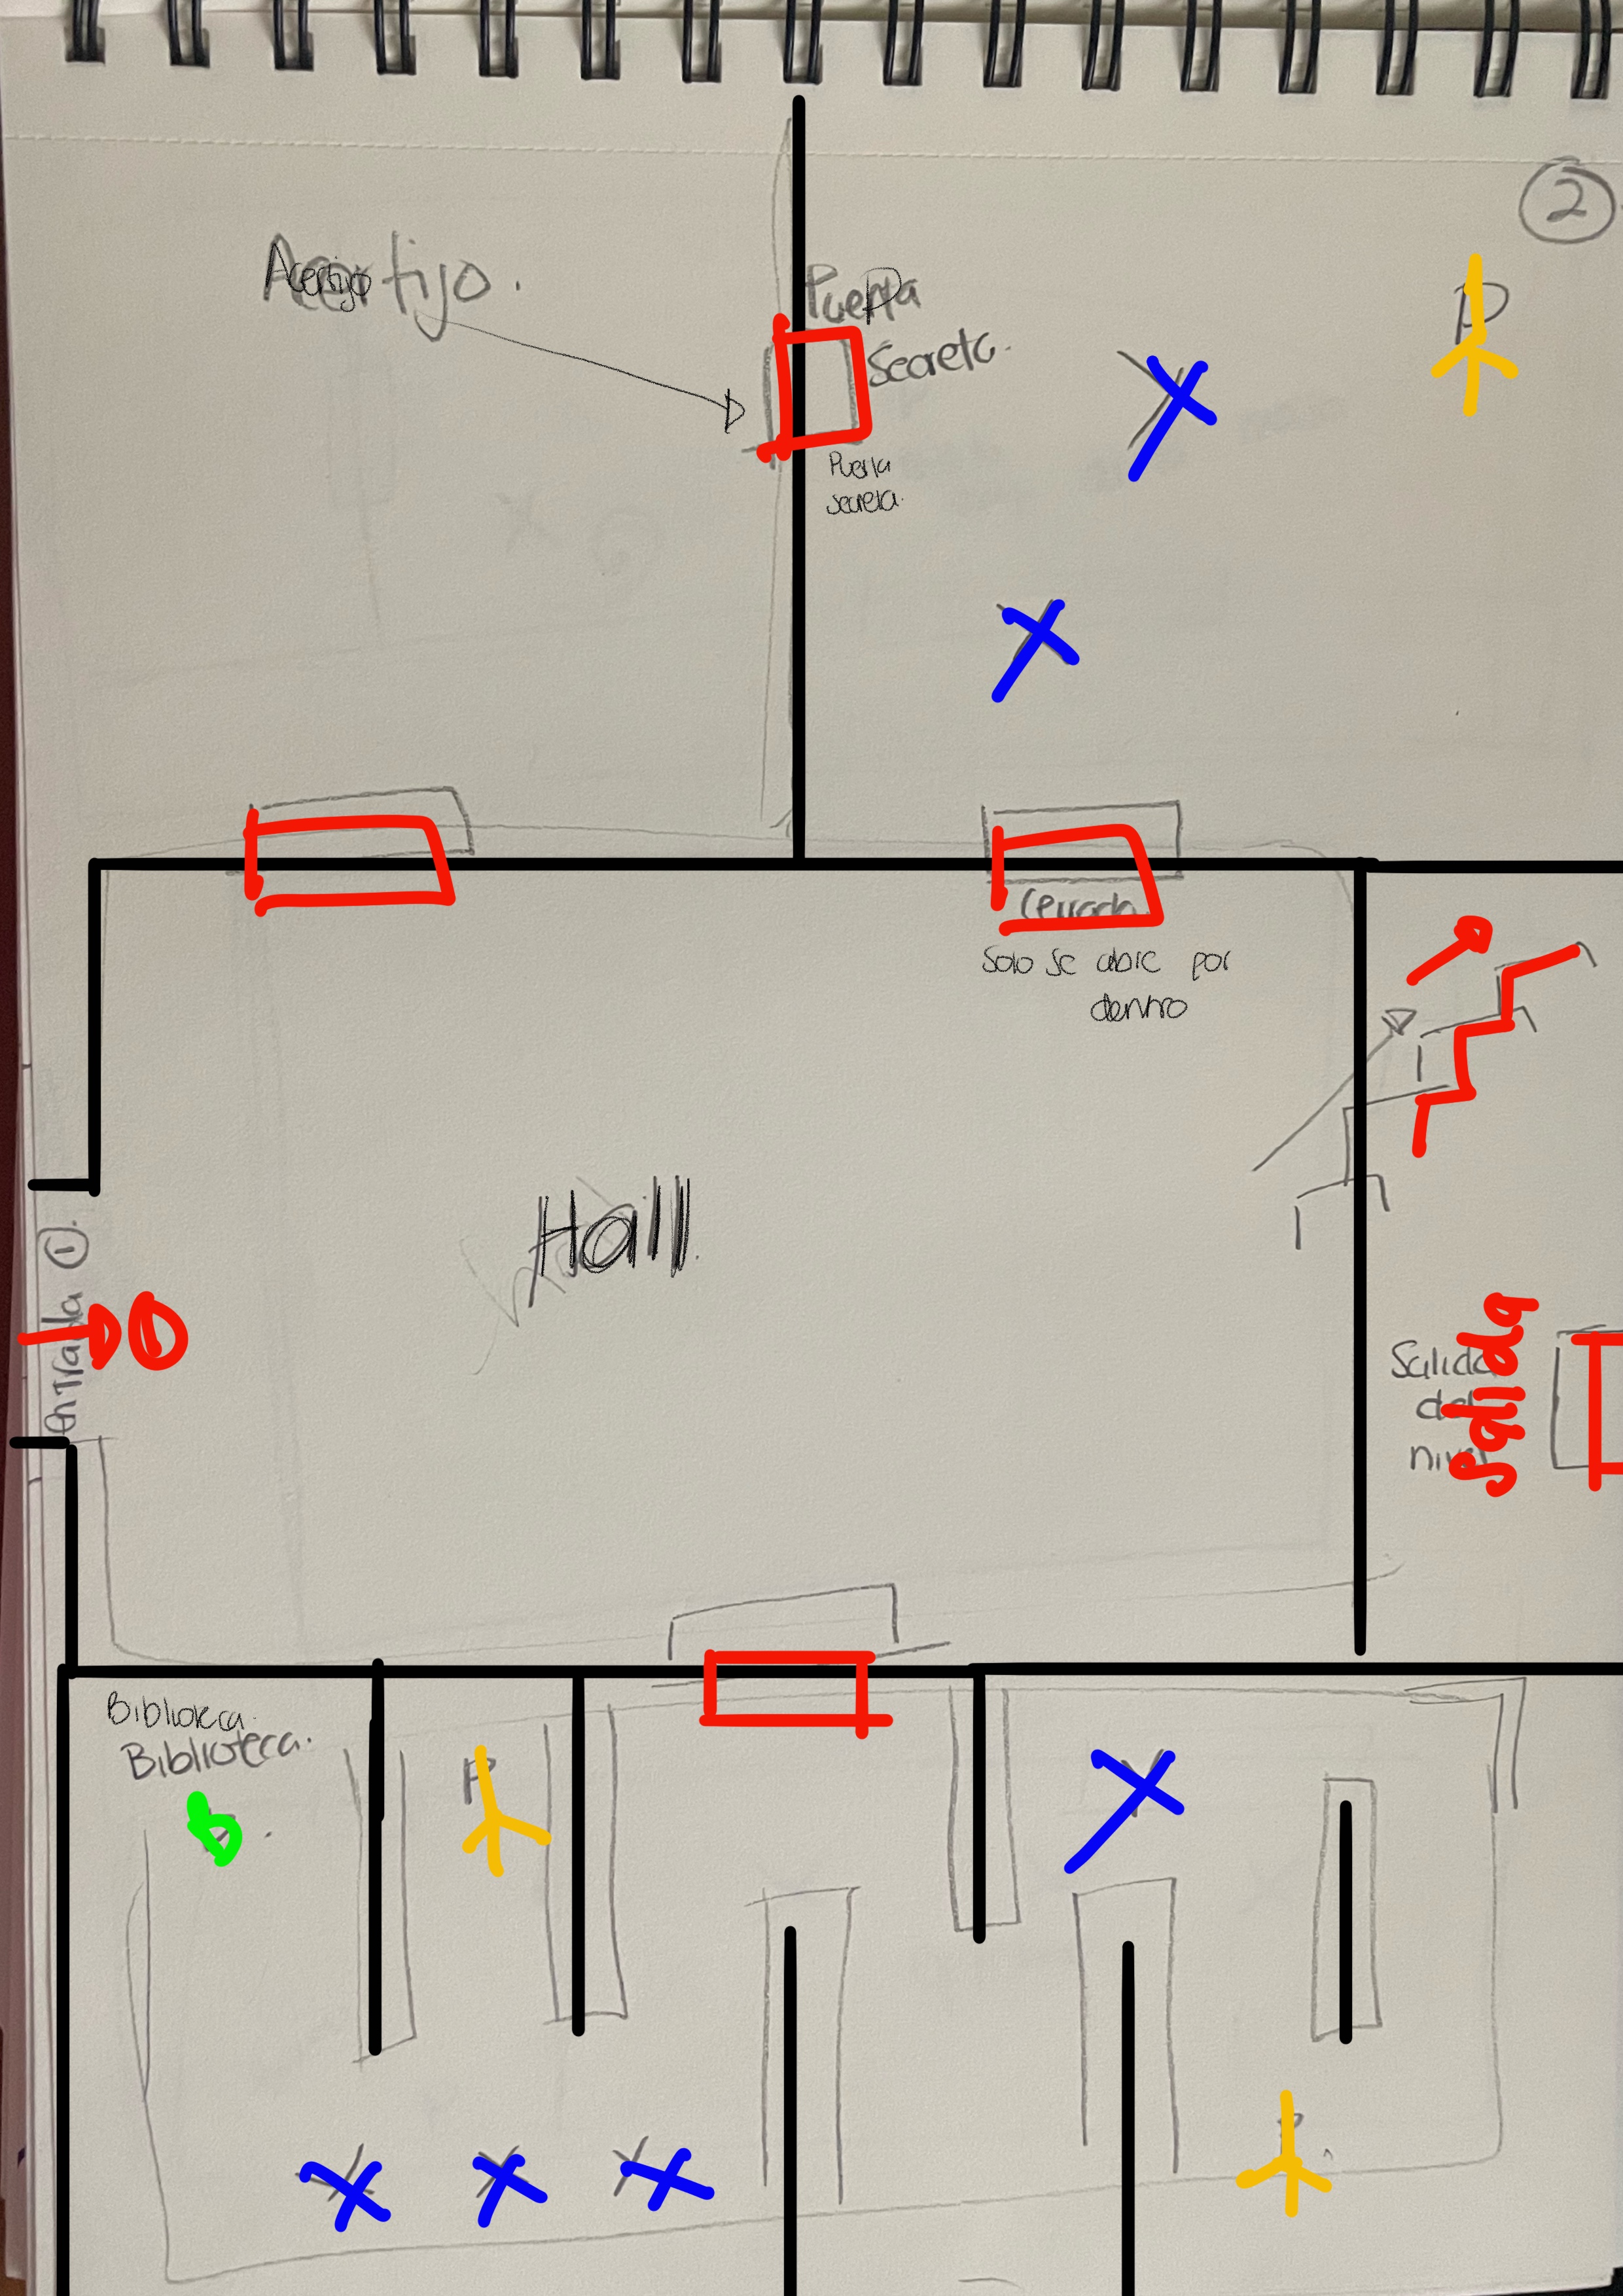 2
Acertijo.
Acertijo
Puerta
Secreta.
P
P
Puerta
secreta.
Cerrada
Solo se abre por
dentro
Hall.
Entrada 1.
1
Salida
del
nivel
Salida
Biblioteca.
Biblioteca.
P
P